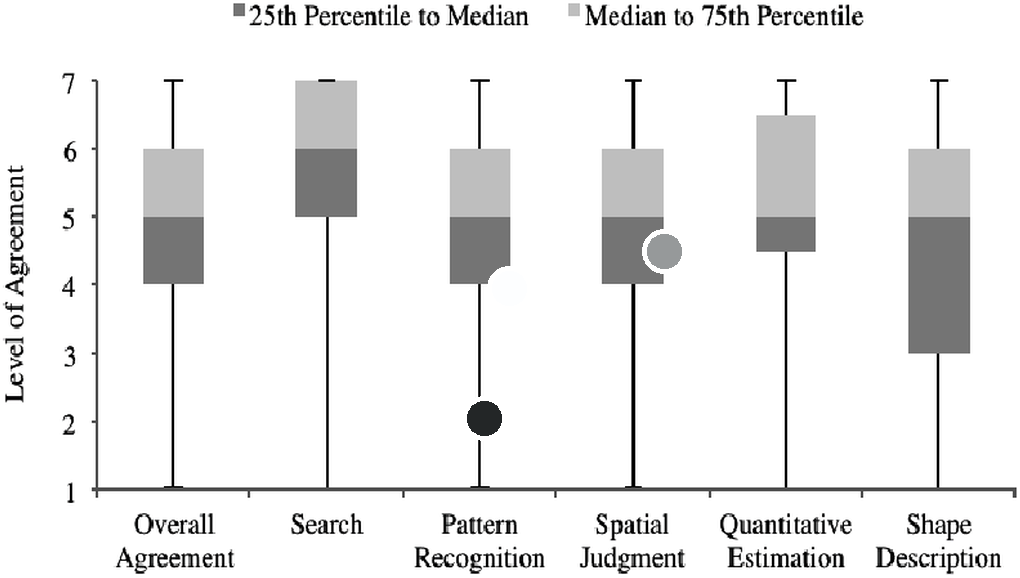 25th Percentile to Median Median to 75th Percentile
7
6
5
4
3
2
1
Level of Agreement
Overall Agreement
Search
Pattern Recognition
Spatial Judgment
Quantitative Estimation
Shape Description